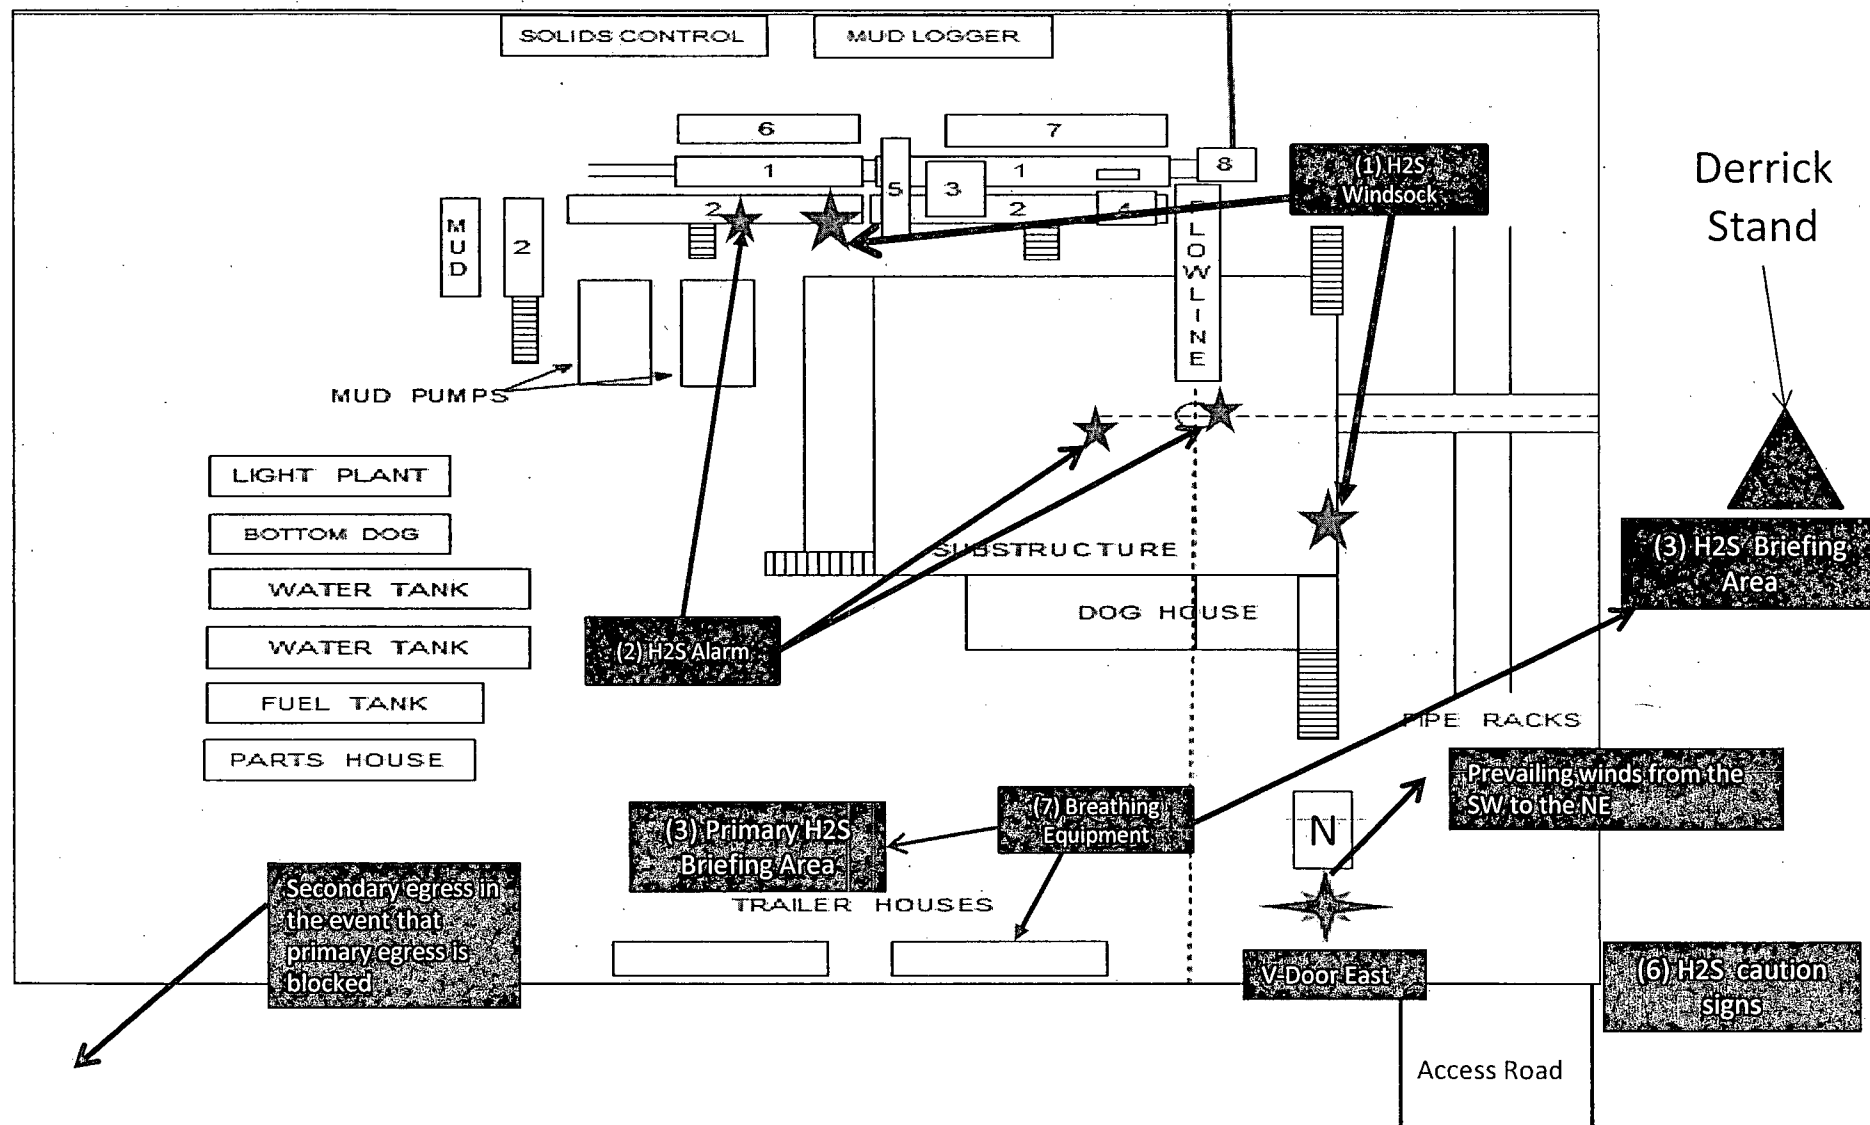 SOLIDS CONTROL
MUD LOGGER
6
7
1
1
8
5
3
2
2
4
(1) H2S
Windsock
Derrick
Stand
MUD
2
FLOWLINE
MUD PUMPS
LIGHT PLANT
BOTTOM DOG
WATER TANK
WATER TANK
FUEL TANK
PARTS HOUSE
SUBSTRUCTURE
DOG HOUSE
(2) H2S Alarm
(3) H2S Briefing
Area
PIPE RACKS
Prevailing winds from the
SW to the NE
(7) Breathing
Equipment
N
(3) Primary H2S
Briefing Area
TRAILER HOUSES
Secondary egress in
the event that
primary egress is
blocked
V-Door East
(6) H2S caution
signs
Access Road